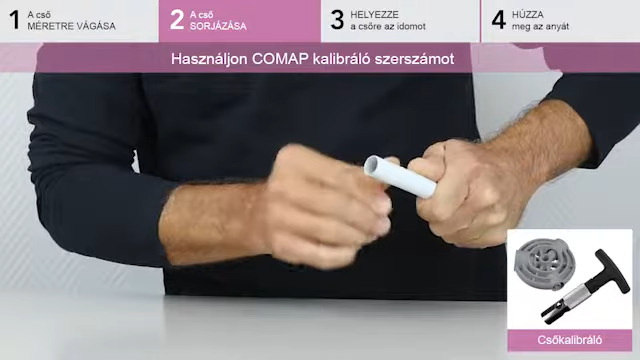 1 A cső
MÉRETRE VÁGÁSA
2 A cső
SORJÁZÁSA
3 HELYEZZE
a csőre az idomot
4 HÚZZA
meg az anyát
Használjon COMAP kalibráló szerszámot
Csőkalibráló